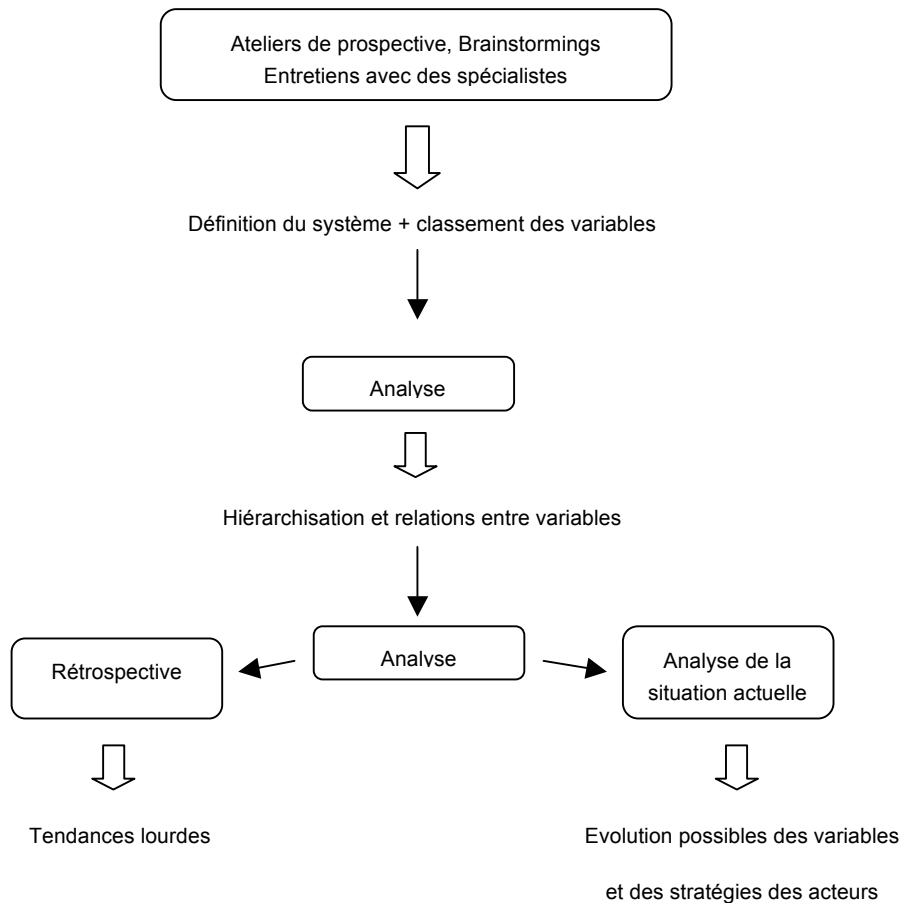 Ateliers de prospective, Brainstormings
Entretiens avec des spécialistes
Définition du système + classement des variables
Analyse
Hiérarchisation et relations entre variables
Rétrospective
Analyse
Analyse de la
situation actuelle
Tendances lourdes
Evolution possibles des variables
et des stratégies des acteurs